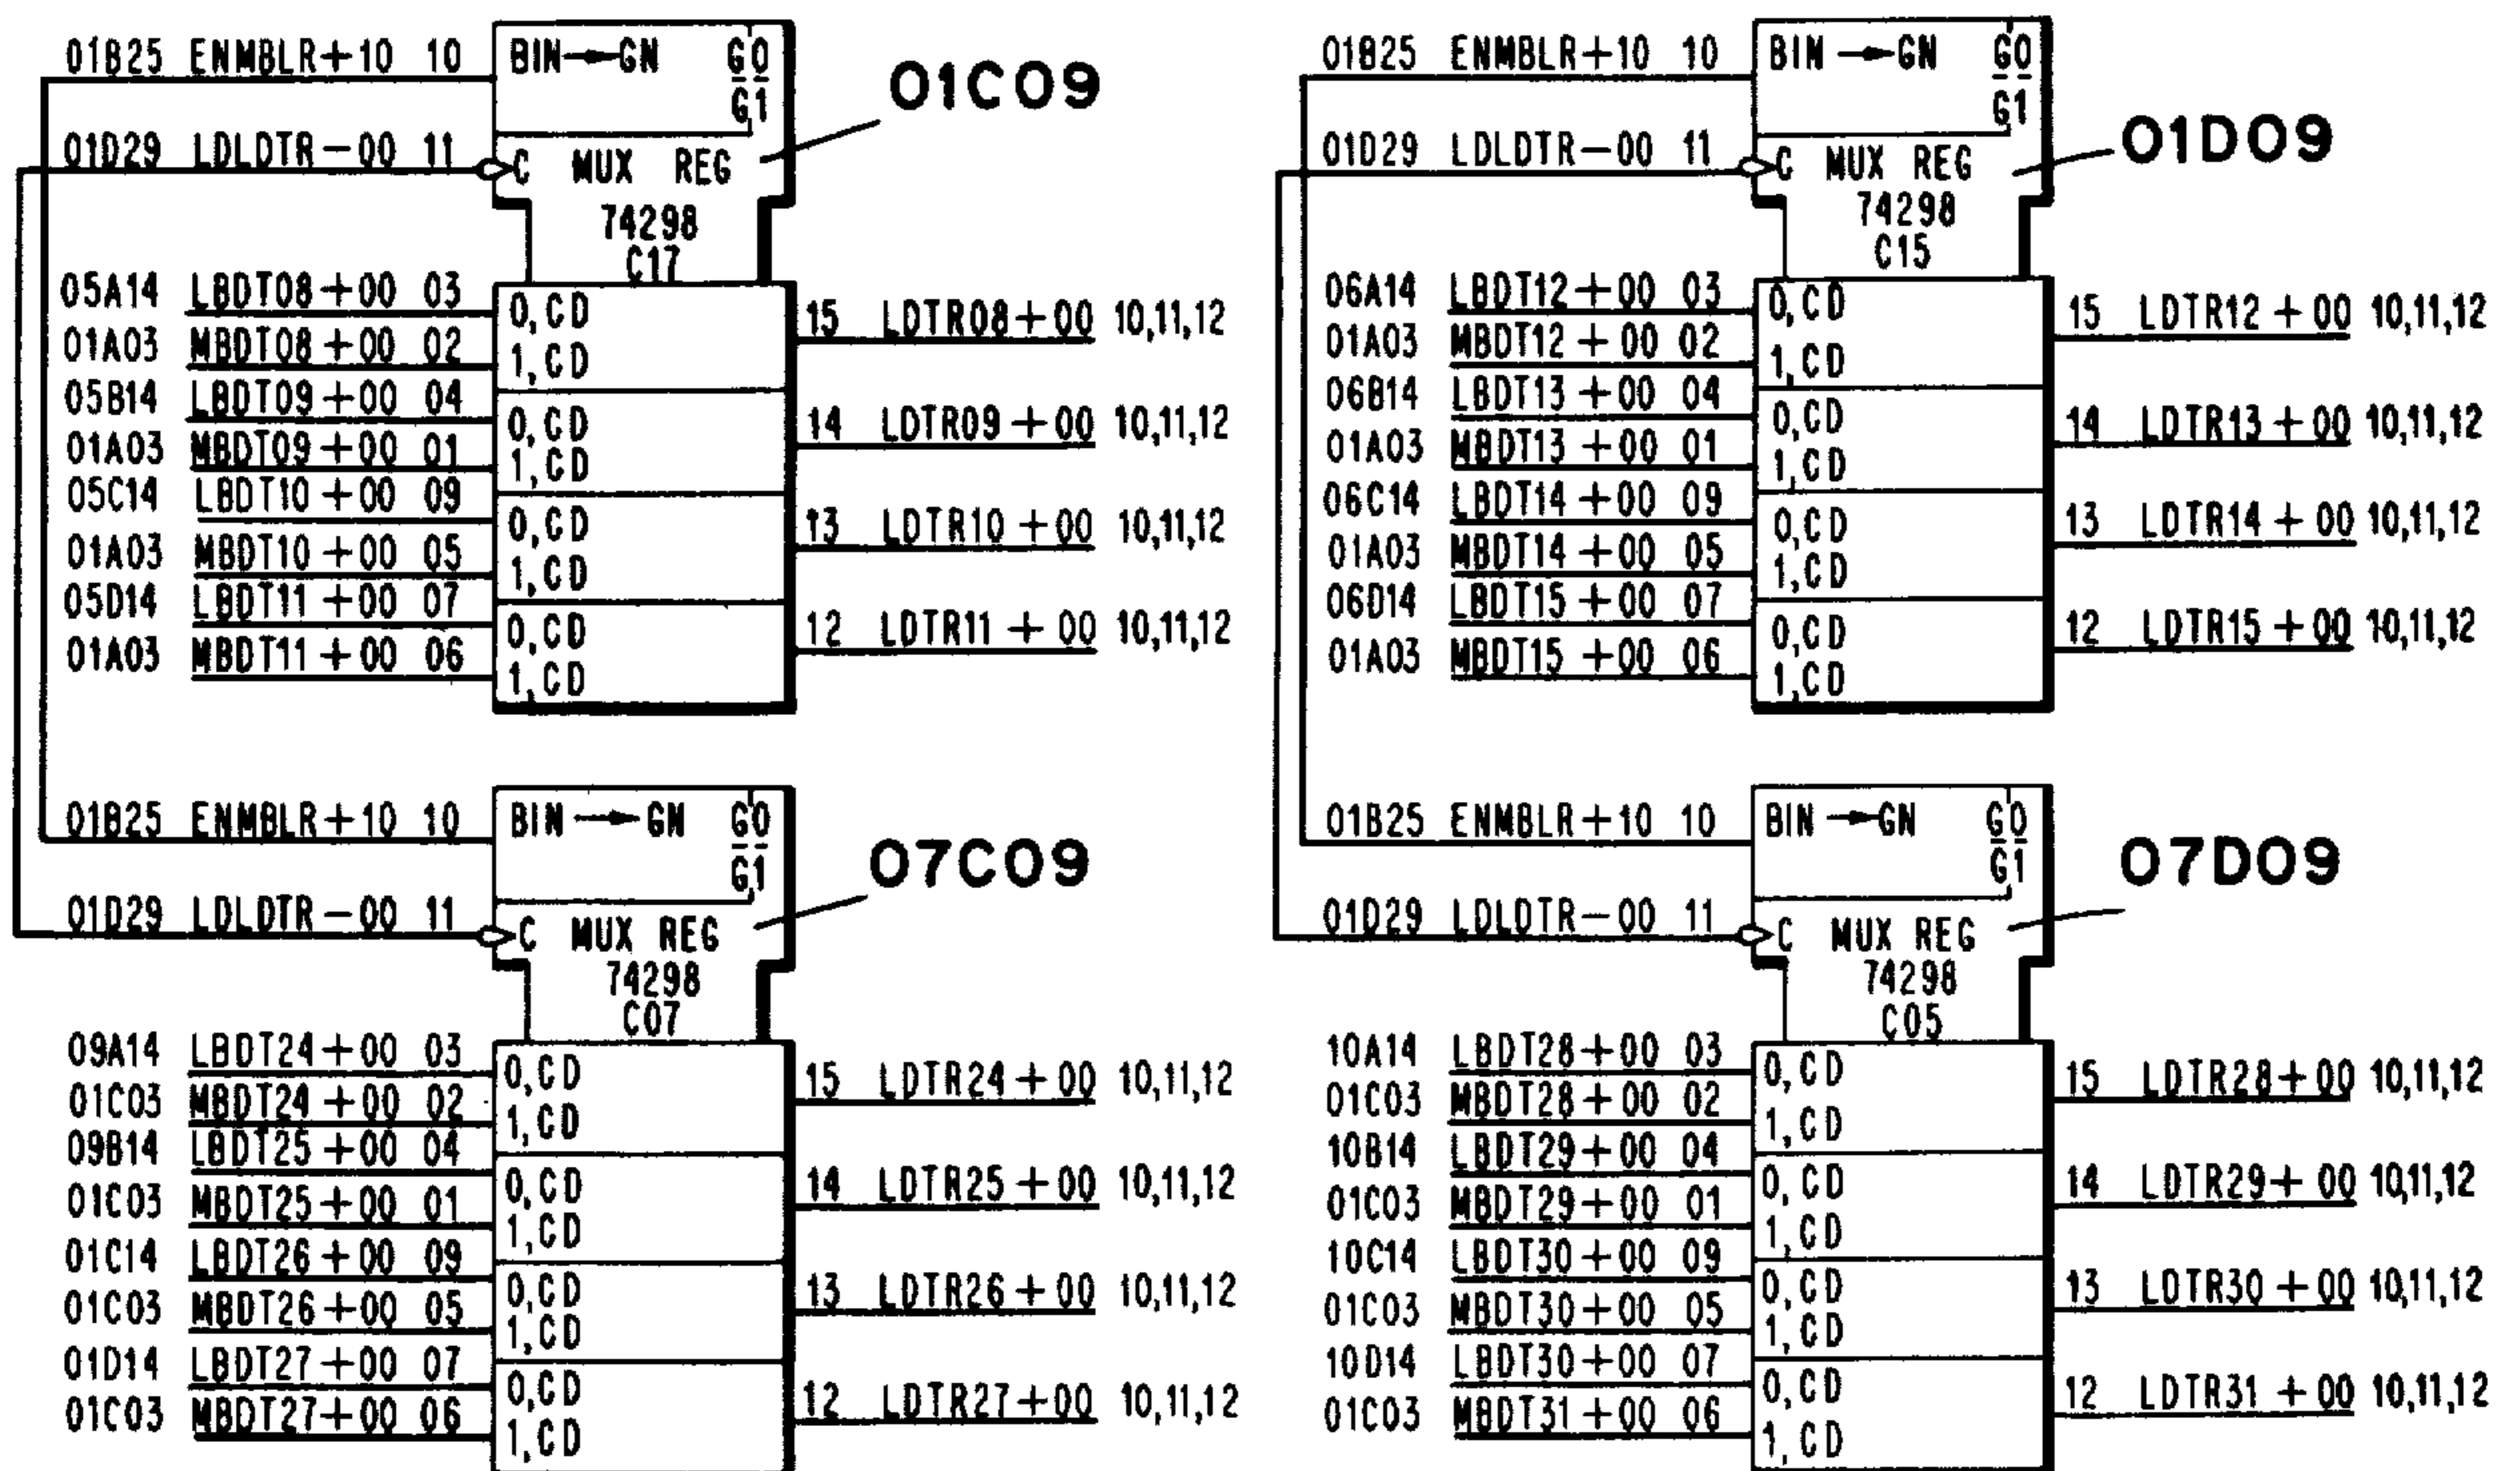 01B25 ENMBLR+10 10 BIN GN G0
G1
01C09
01D29 LDLDTR-00 11 C MUX REG
74298
C17
05A14 LBDT08+00 03 0,CD
15 LDTR08+00 10,11,12
01A03 MBDT08+00 02 1,CD
05B14 LBDT09+00 04 0,CD
14 LDTR09+00 10,11,12
01A03 MBDT09+00 01 1,CD
05C14 LBDT10+00 09 0,CD
13 LDTR10+00 10,11,12
01A03 MBDT10+00 05 1,CD
05D14 LBDT11+00 07 0,CD
12 LDTR11+00 10,11,12
01A03 MBDT11+00 06 1,CD
01B25 ENMBLR+10 10 BIN GN G0
G1
07C09
01D29 LDLDTR-00 11 C MUX REG
74298
C07
09A14 LBDT24+00 03 0,CD
15 LDTR24+00 10,11,12
01C03 MBDT24+00 02 1,CD
09B14 LBDT25+00 04 0,CD
14 LDTR25+00 10,11,12
01C03 MBDT25+00 01 1,CD
01C14 LBDT26+00 09 0,CD
13 LDTR26+00 10,11,12
01C03 MBDT26+00 05 1,CD
01D14 LBDT27+00 07 0,CD
12 LDTR27+00 10,11,12
01C03 MBDT27+00 06 1,CD
01B25 ENMBLR+10 10 BIN GN G0
G1
01D09
01D29 LDLDTR-00 11 C MUX REG
74298
C15
06A14 LBDT12+00 03 0,CD
15 LDTR12+00 10,11,12
01A03 MBDT12+00 02 1,CD
06B14 LBDT13+00 04 0,CD
14 LDTR13+00 10,11,12
01A03 MBDT13+00 01 1,CD
06C14 LBDT14+00 09 0,CD
13 LDTR14+00 10,11,12
01A03 MBDT14+00 05 1,CD
06D14 LBDT15+00 07 0,CD
12 LDTR15+00 10,11,12
01A03 MBDT15+00 06 1,CD
01B25 ENMBLR+10 10 BIN GN G0
G1
07D09
01D29 LDLDTR-00 11 C MUX REG
74298
C05
10A14 LBDT28+00 03 0,CD
15 LDTR28+00 10,11,12
01C03 MBDT28+00 02 1,CD
10B14 LBDT29+00 04 0,CD
14 LDTR29+00 10,11,12
01C03 MBDT29+00 01 1,CD
10C14 LBDT30+00 09 0,CD
13 LDTR30+00 10,11,12
01C03 MBDT30+00 05 1,CD
10D14 LBDT30+00 07 0,CD
12 LDTR31+00 10,11,12
01C03 MBDT31+00 06 1,CD